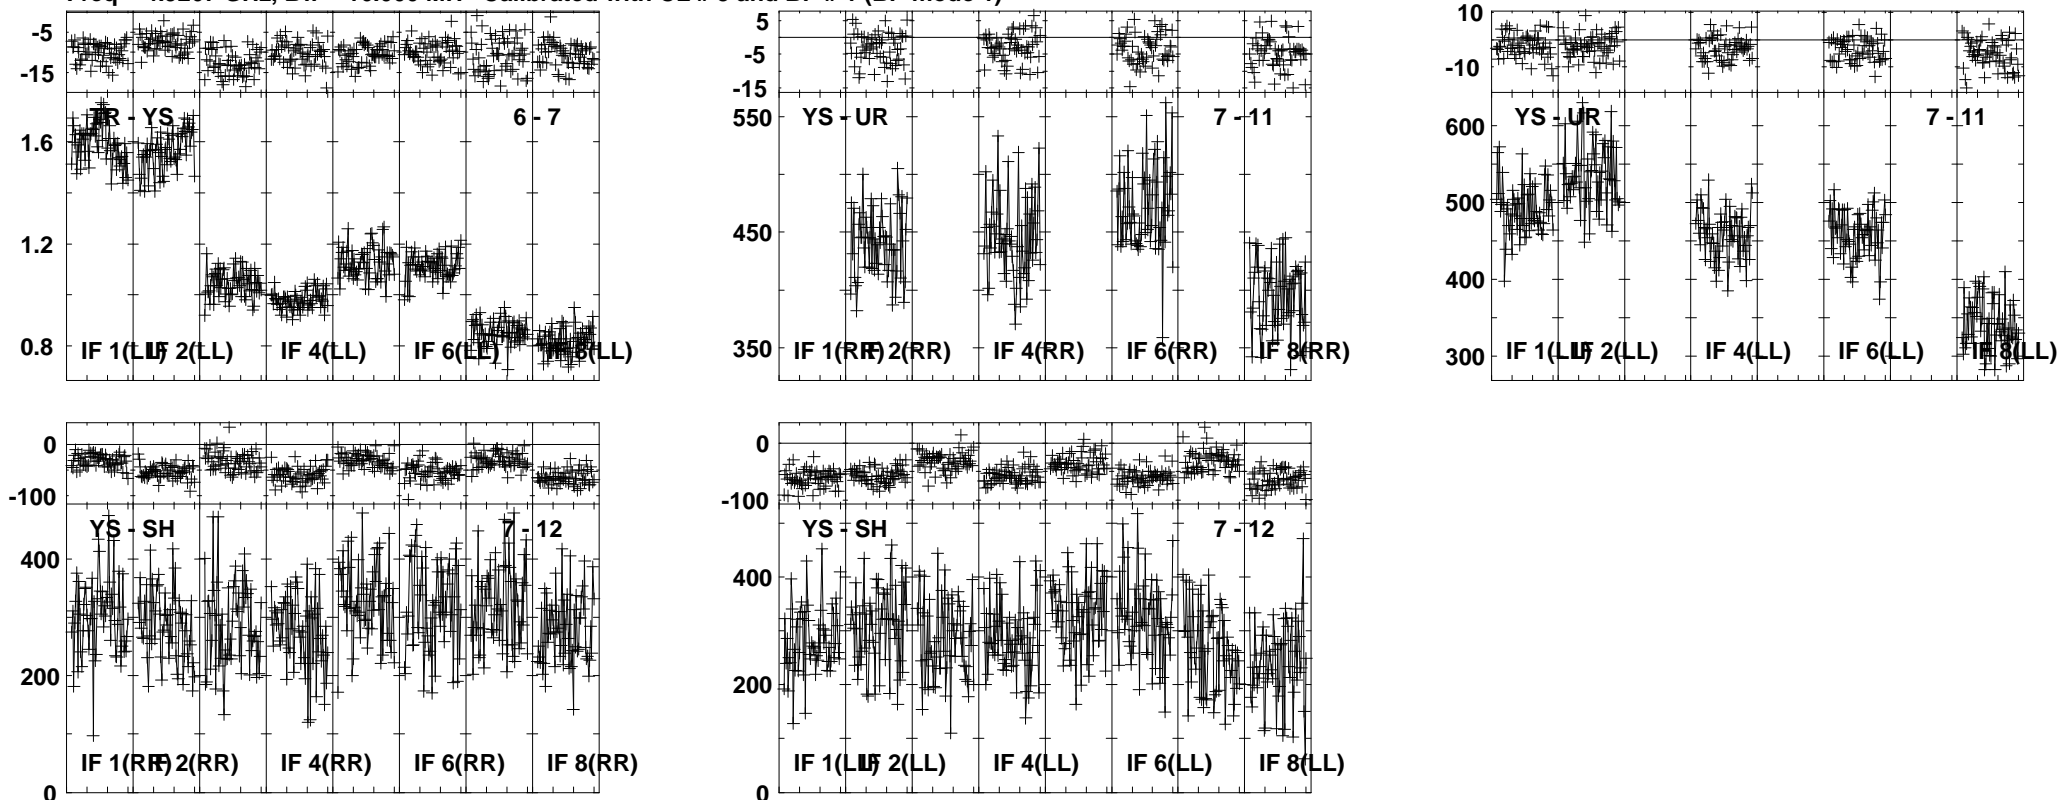 -5
-15
1.6
1.2
0.8
TR - YS
6 - 7
IF 1(LL)
IF 2(LL)
IF 4(LL)
IF 6(LL)
IF 8(LL)
5
-5
-15
550
450
350
YS - UR
7 - 11
IF 1(RR)
IF 2(RR)
IF 4(RR)
IF 6(RR)
IF 8(RR)
10
-10
600
500
400
300
YS - UR
7 - 11
IF 1(LL)
IF 2(LL)
IF 4(LL)
IF 6(LL)
IF 8(LL)
0
-100
400
200
0
YS - SH
7 - 12
IF 1(RR)
IF 2(RR)
IF 4(RR)
IF 6(RR)
IF 8(RR)
0
-100
400
200
0
YS - SH
7 - 12
IF 1(LL)
IF 2(LL)
IF 4(LL)
IF 6(LL)
IF 8(LL)